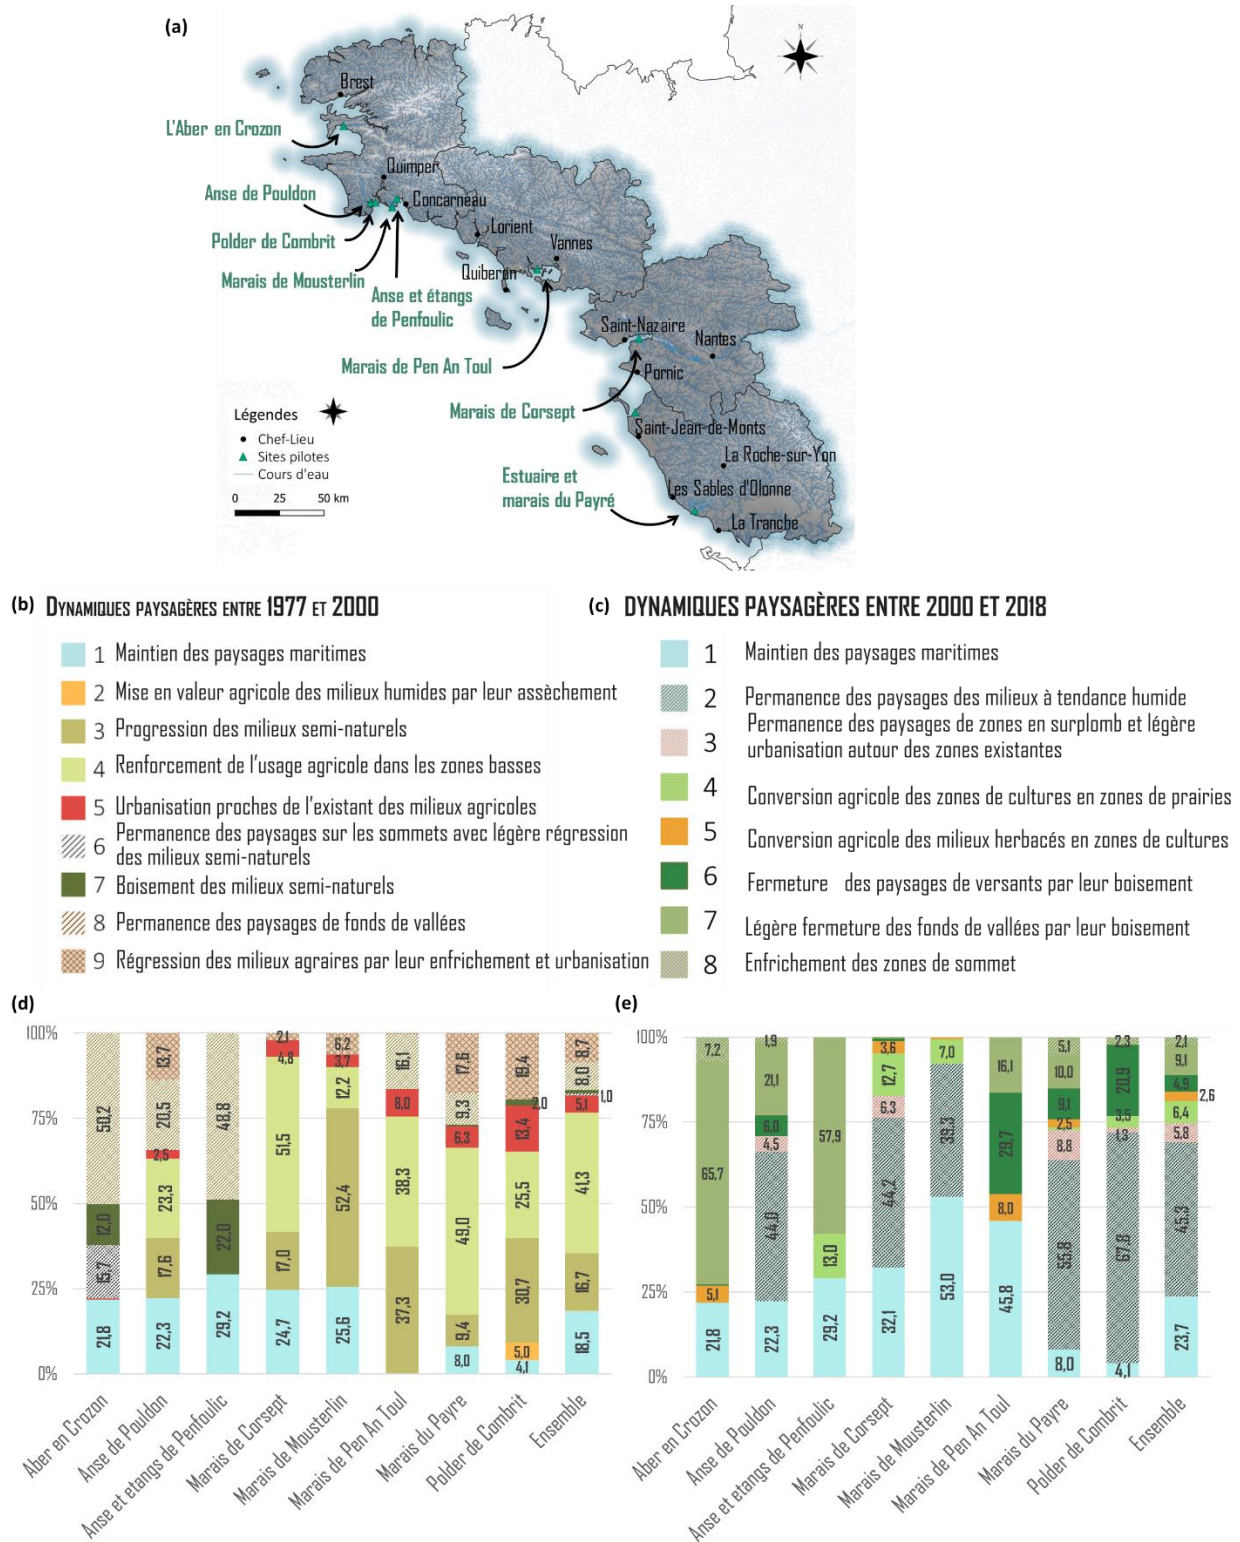 (a)
N
Brest
L'Aber en Crozon
Quimper
Anse de Pouldon
Concarneau
Polder de Combrit
Lorient
Vannes
Marais de Mousterlin
Quiberon
Anse et étangs
de Penfoulic
Saint-Nazaire
Nantes
Marais de Pen An Toul
Pornic
Légendes
Marais de Corsept
Chef-Lieu
Saint-Jean-de-Monts
Sites pilotes
La Roche-sur-Yon
Cours d'eau
Estuaire et
marais du Payré
Les Sables d'Olonne
0 25 50 km
La Tranche
(b) DYNAMIQUES PAYSAGÈRES ENTRE 1977 ET 2000
1 Maintien des paysages maritimes
2 Mise en valeur agricole des milieux humides par leur assèchement
3 Progression des milieux semi-naturels
4 Renforcement de l'usage agricole dans les zones basses
5 Urbanisation proches de l'existant des milieux agricoles
6 Permanence des paysages sur les sommets avec légère régression
des milieux semi-naturels
7 Boisement des milieux semi-naturels
8 Permanence des paysages de fonds de vallées
9 Régression des milieux agraires par leur enfrichement et urbanisation
(c) DYNAMIQUES PAYSAGÈRES ENTRE 2000 ET 2018
1 Maintien des paysages maritimes
2 Permanence des paysages des milieux à tendance humide
3 Permanence des paysages de zones en surplomb et légère
urbanisation autour des zones existantes
4 Conversion agricole des zones de cultures en zones de prairies
5 Conversion agricole des milieux herbacés en zones de cultures
6 Fermeture des paysages de versants par leur boisement
7 Légère fermeture des fonds de vallées par leur boisement
8 Enfrichement des zones de sommet
(d)
100%
75%
50%
25%
0%
50,2
12,0
15,7
21,8
13,7
20,5
2,5
23,3
17,6
22,3
48,8
22,0
29,2
2,1
4,8
51,5
17,0
24,7
6,2
3,7
12,2
52,4
25,6
16,1
8,0
38,3
37,3
17,6
9,3
6,3
49,0
9,4
8,0
19,4
2,0
13,4
25,5
30,7
5,0
4,1
8,7
8,0
1,0
5,1
41,3
16,7
18,5
Aber en Crozon
Anse de Pouldon
Anse et etangs de Penfoulic
Marais de Corsept
Marais de Mousterlin
Marais de Pen An Toul
Marais du Payre
Polder de Combrit
Ensemble
(e)
100%
75%
50%
25%
0%
7,2
65,7
5,1
21,8
1,9
21,1
6,0
4,5
44,0
22,3
57,9
13,0
29,2
3,6
12,7
6,3
44,2
32,1
7,0
39,3
53,0
16,1
29,7
8,0
45,8
5,1
10,0
9,1
2,5
8,8
55,8
8,0
2,3
20,9
3,5
1,3
67,8
4,1
2,1
9,1
4,9
2,6
6,4
5,8
45,3
23,7
Aber en Crozon
Anse de Pouldon
Anse et etangs de Penfoulic
Marais de Corsept
Marais de Mousterlin
Marais de Pen An Toul
Marais du Payre
Polder de Combrit
Ensemble